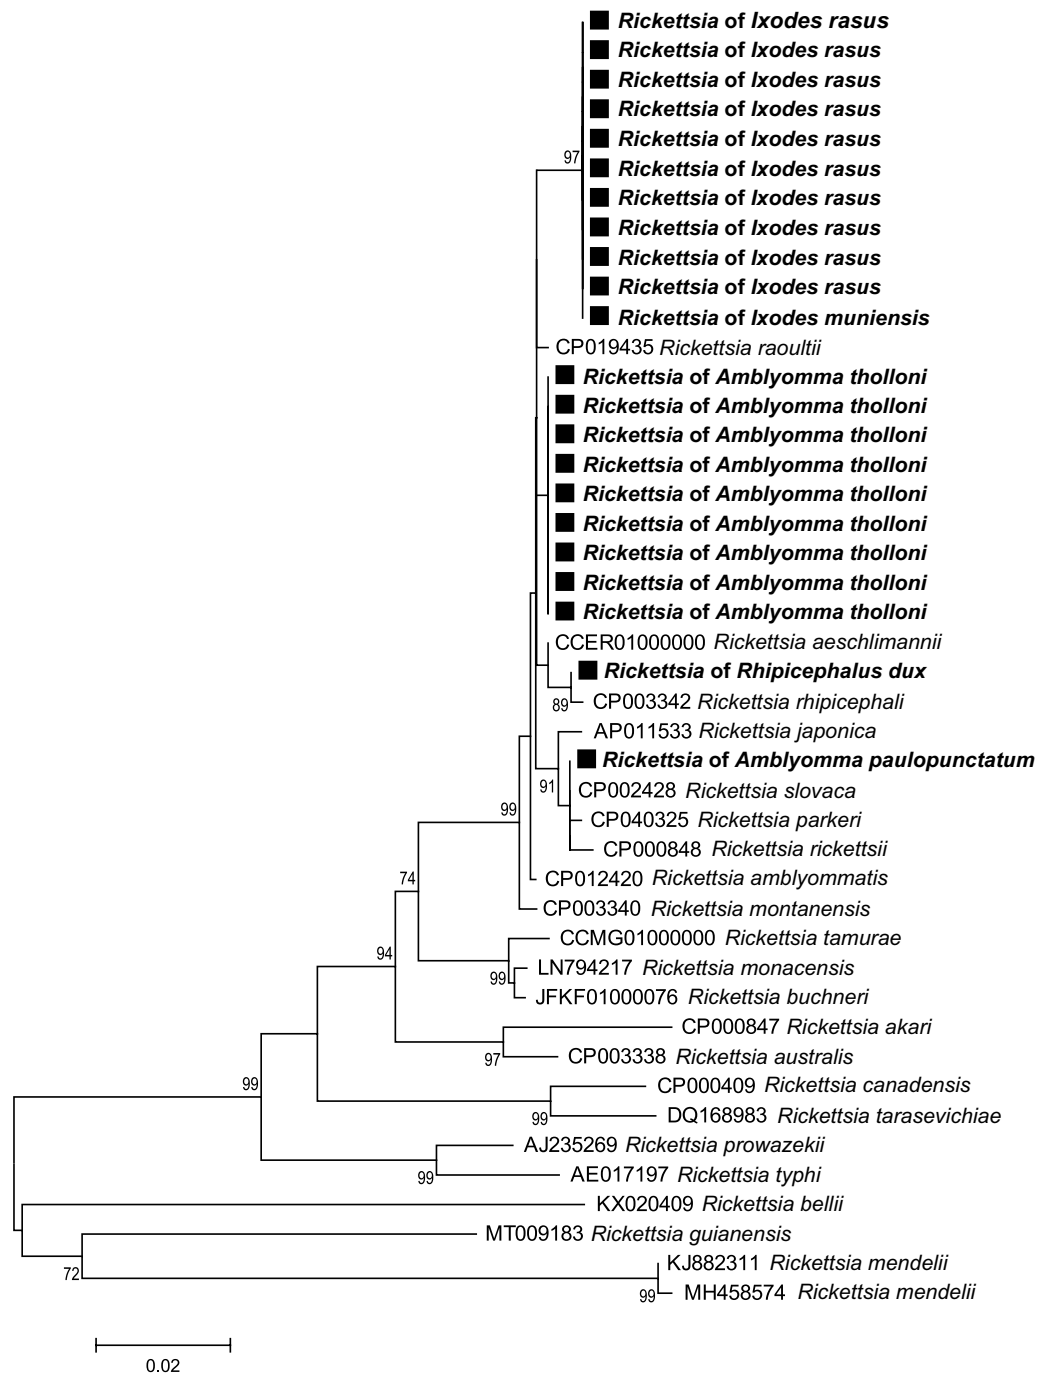 Rickettsia of Ixodes rasus
Rickettsia of Ixodes rasus
Rickettsia of Ixodes rasus
Rickettsia of Ixodes rasus
Rickettsia of Ixodes rasus
97
Rickettsia of Ixodes rasus
Rickettsia of Ixodes rasus
Rickettsia of Ixodes rasus
Rickettsia of Ixodes rasus
Rickettsia of Ixodes rasus
Rickettsia of Ixodes muniensis
CP019435 Rickettsia raoultii
Rickettsia of Amblyomma tholloni
Rickettsia of Amblyomma tholloni
Rickettsia of Amblyomma tholloni
Rickettsia of Amblyomma tholloni
Rickettsia of Amblyomma tholloni
Rickettsia of Amblyomma tholloni
Rickettsia of Amblyomma tholloni
Rickettsia of Amblyomma tholloni
Rickettsia of Amblyomma tholloni
CCER01000000 Rickettsia aeschlimannii
Rickettsia of Rhipicephalus dux
89
CP003342 Rickettsia rhipicephali
AP011533 Rickettsia japonica
Rickettsia of Amblyomma paulopunctatum
91
CP002428 Rickettsia slovaca
99
CP040325 Rickettsia parkeri
CP000848 Rickettsia rickettsii
74
CP012420 Rickettsia amblyommatis
CP003340 Rickettsia montanensis
CCMG01000000 Rickettsia tamurae
94
LN794217 Rickettsia monacensis
99
JFKF01000076 Rickettsia buchneri
CP000847 Rickettsia akari
97
CP003338 Rickettsia australis
99
CP000409 Rickettsia canadensis
99
DQ168983 Rickettsia tarasevichiae
AJ235269 Rickettsia prowazekii
99
AE017197 Rickettsia typhi
KX020409 Rickettsia bellii
MT009183 Rickettsia guianensis
72
KJ882311 Rickettsia mendelii
99
MH458574 Rickettsia mendelii
0.02